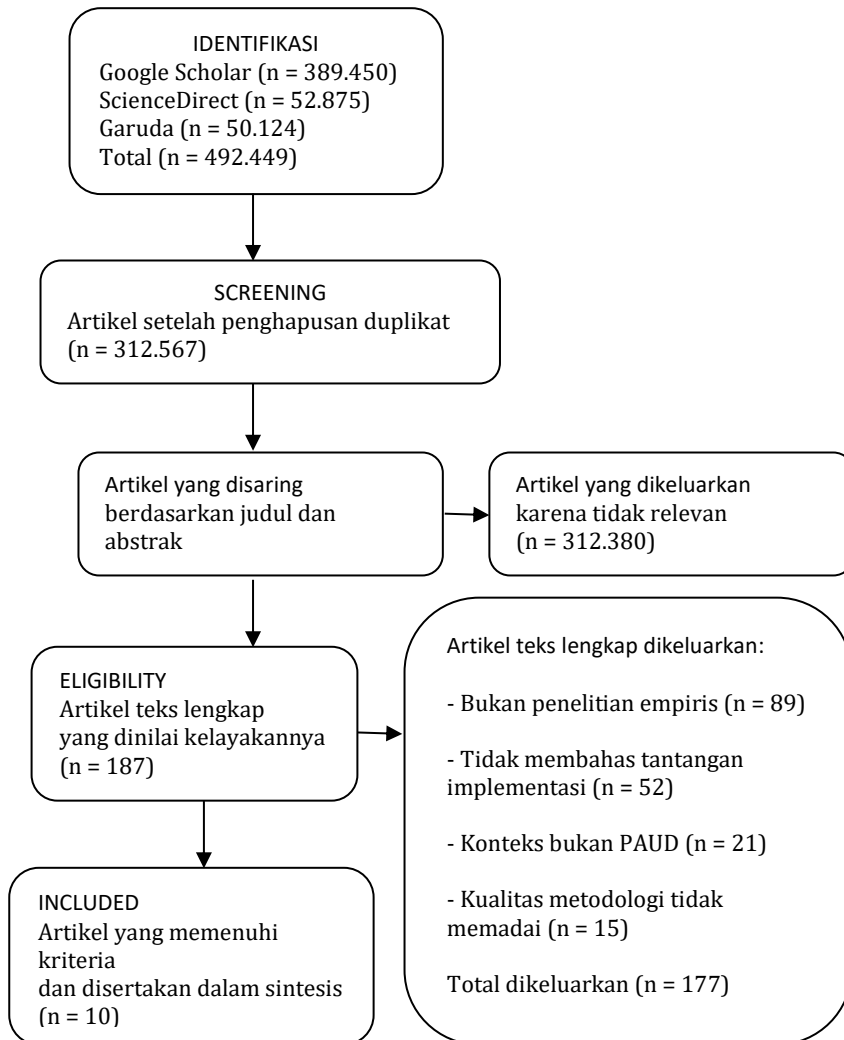 IDENTIFIKASI
Google Scholar (n = 389.450)
ScienceDirect (n = 52.875)
Garuda (n = 50.124)
Total (n = 492.449)
SCREENING
Artikel setelah penghapusan duplikat
(n = 312.567)
Artikel yang disaring
berdasarkan judul dan
abstrak
Artikel yang dikeluarkan
karena tidak relevan
(n = 312.380)
ELIGIBILITY
Artikel teks lengkap
yang dinilai kelayakannya
(n = 187)
Artikel teks lengkap dikeluarkan:
- Bukan penelitian empiris (n = 89)
- Tidak membahas tantangan
implementasi (n = 52)
- Konteks bukan PAUD (n = 21)
- Kualitas metodologi tidak
memadai (n = 15)
Total dikeluarkan (n = 177)
INCLUDED
Artikel yang memenuhi
kriteria
dan disertakan dalam sintesis
(n = 10)